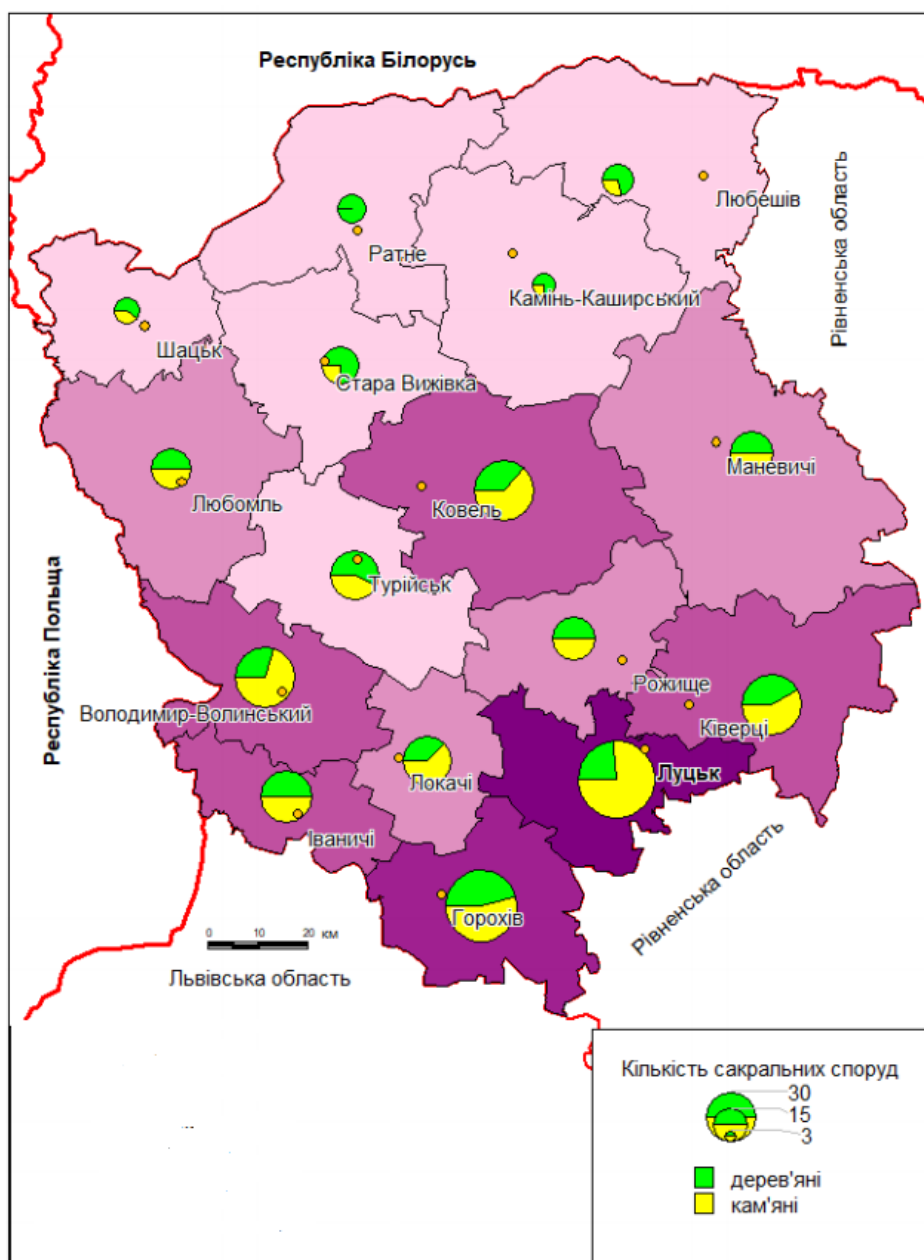 Республіка Білорусь
Любешів
Рівненська область
Ратне
Камінь-Каширський
Шацьк
Стара Вижівка
Маневичі
Любомль
Ковель
Республіка Польща
Турійськ
Рожище
Володимир-Волинський
Ківерці
Луцьк
Локачі
Іваничі
Горохів
Рівненська область
0 10 20 км
Львівська область
Кількість сакральних споруд
30
15
3
дерев'яні
кам'яні